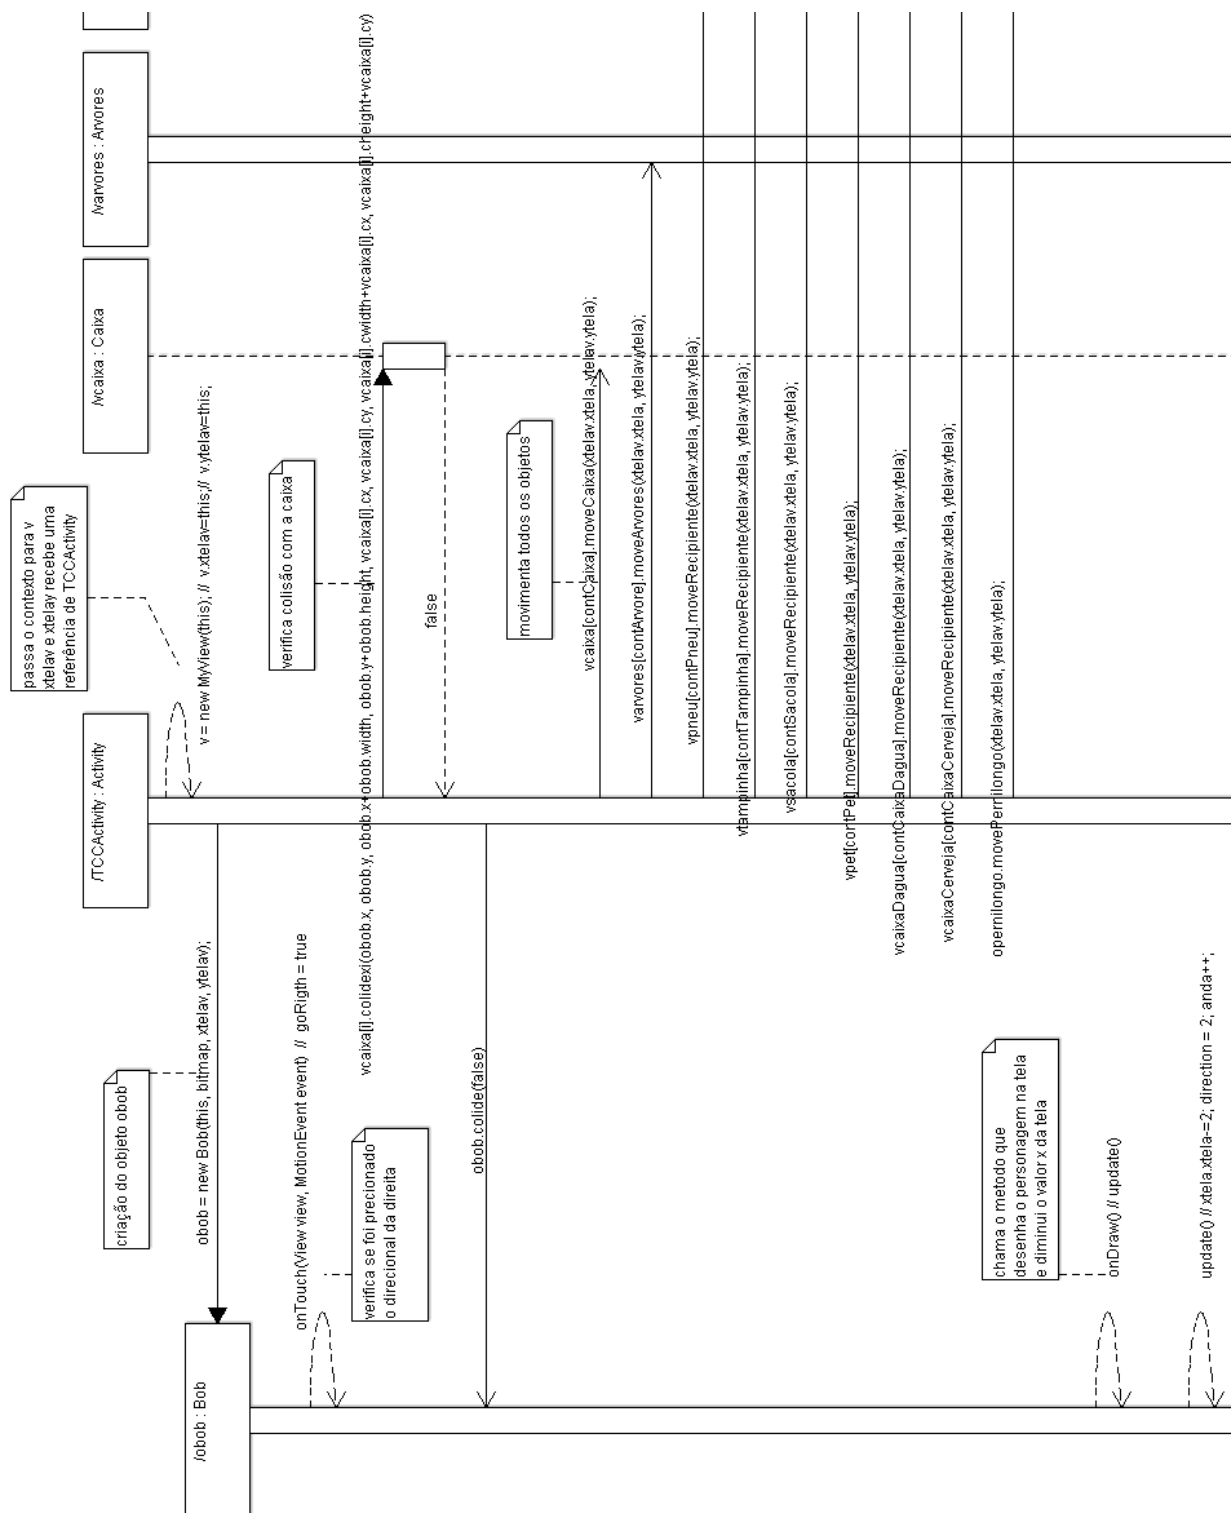 passa o contexto para v
xtelav e xtelay recebe uma
referência de TCCActivity
/TCCActivity : Activity
/vcaixa : Caixa
/varvores : Arvores
criação do objeto obob
/obob : Bob
obob = new Bob(this, bitmap, xtelav, ytelav);
v = new MyView(this); // v.xtelav=this;// v.ytelav=this;
verifica colisão com a caixa
onTouch(View view, MotionEvent event) // goRigth = true
verifica se foi precionado
o direcional da direita
vcaixa[i].colidexi(obob.x, obob.y, obob.x+obob.width, obob.y+obob.height, vcaixa[i].cx, vcaixa[i].cy, vcaixa[i].cwidth+vcaixa[i].cx, vcaixa[i].cheight+vcaixa[i].cy)
false
obob.colide(false)
movimenta todos os objetos
vcaixa[contCaixa].moveCaixa(xtelav.xtela, ytelav.ytela);
varvores[contArvore].moveArvores(xtelav.xtela, ytelav.ytela);
vpneu[contPneu].moveRecipiente(xtelav.xtela, ytelav.ytela);
vtampinha[contTampinha].moveRecipiente(xtelav.xtela, ytelav.ytela);
vsacola[contSacola].moveRecipiente(xtelav.xtela, ytelav.ytela);
vpet[contPet].moveRecipiente(xtelav.xtela, ytelav.ytela);
vcaixaDagua[contCaixaDagua].moveRecipiente(xtelav.xtela, ytelav.ytela);
vcaixaCerveja[contCaixaCerveja].moveRecipiente(xtelav.xtela, ytelav.ytela);
opernilongo.movePernilongo(xtelav.xtela, ytelav.ytela);
chama o metodo que
desenha o personagem na tela
e diminui o valor x da tela
onDraw() // update()
update() // xtela.xtela-=2; direction = 2; anda++;